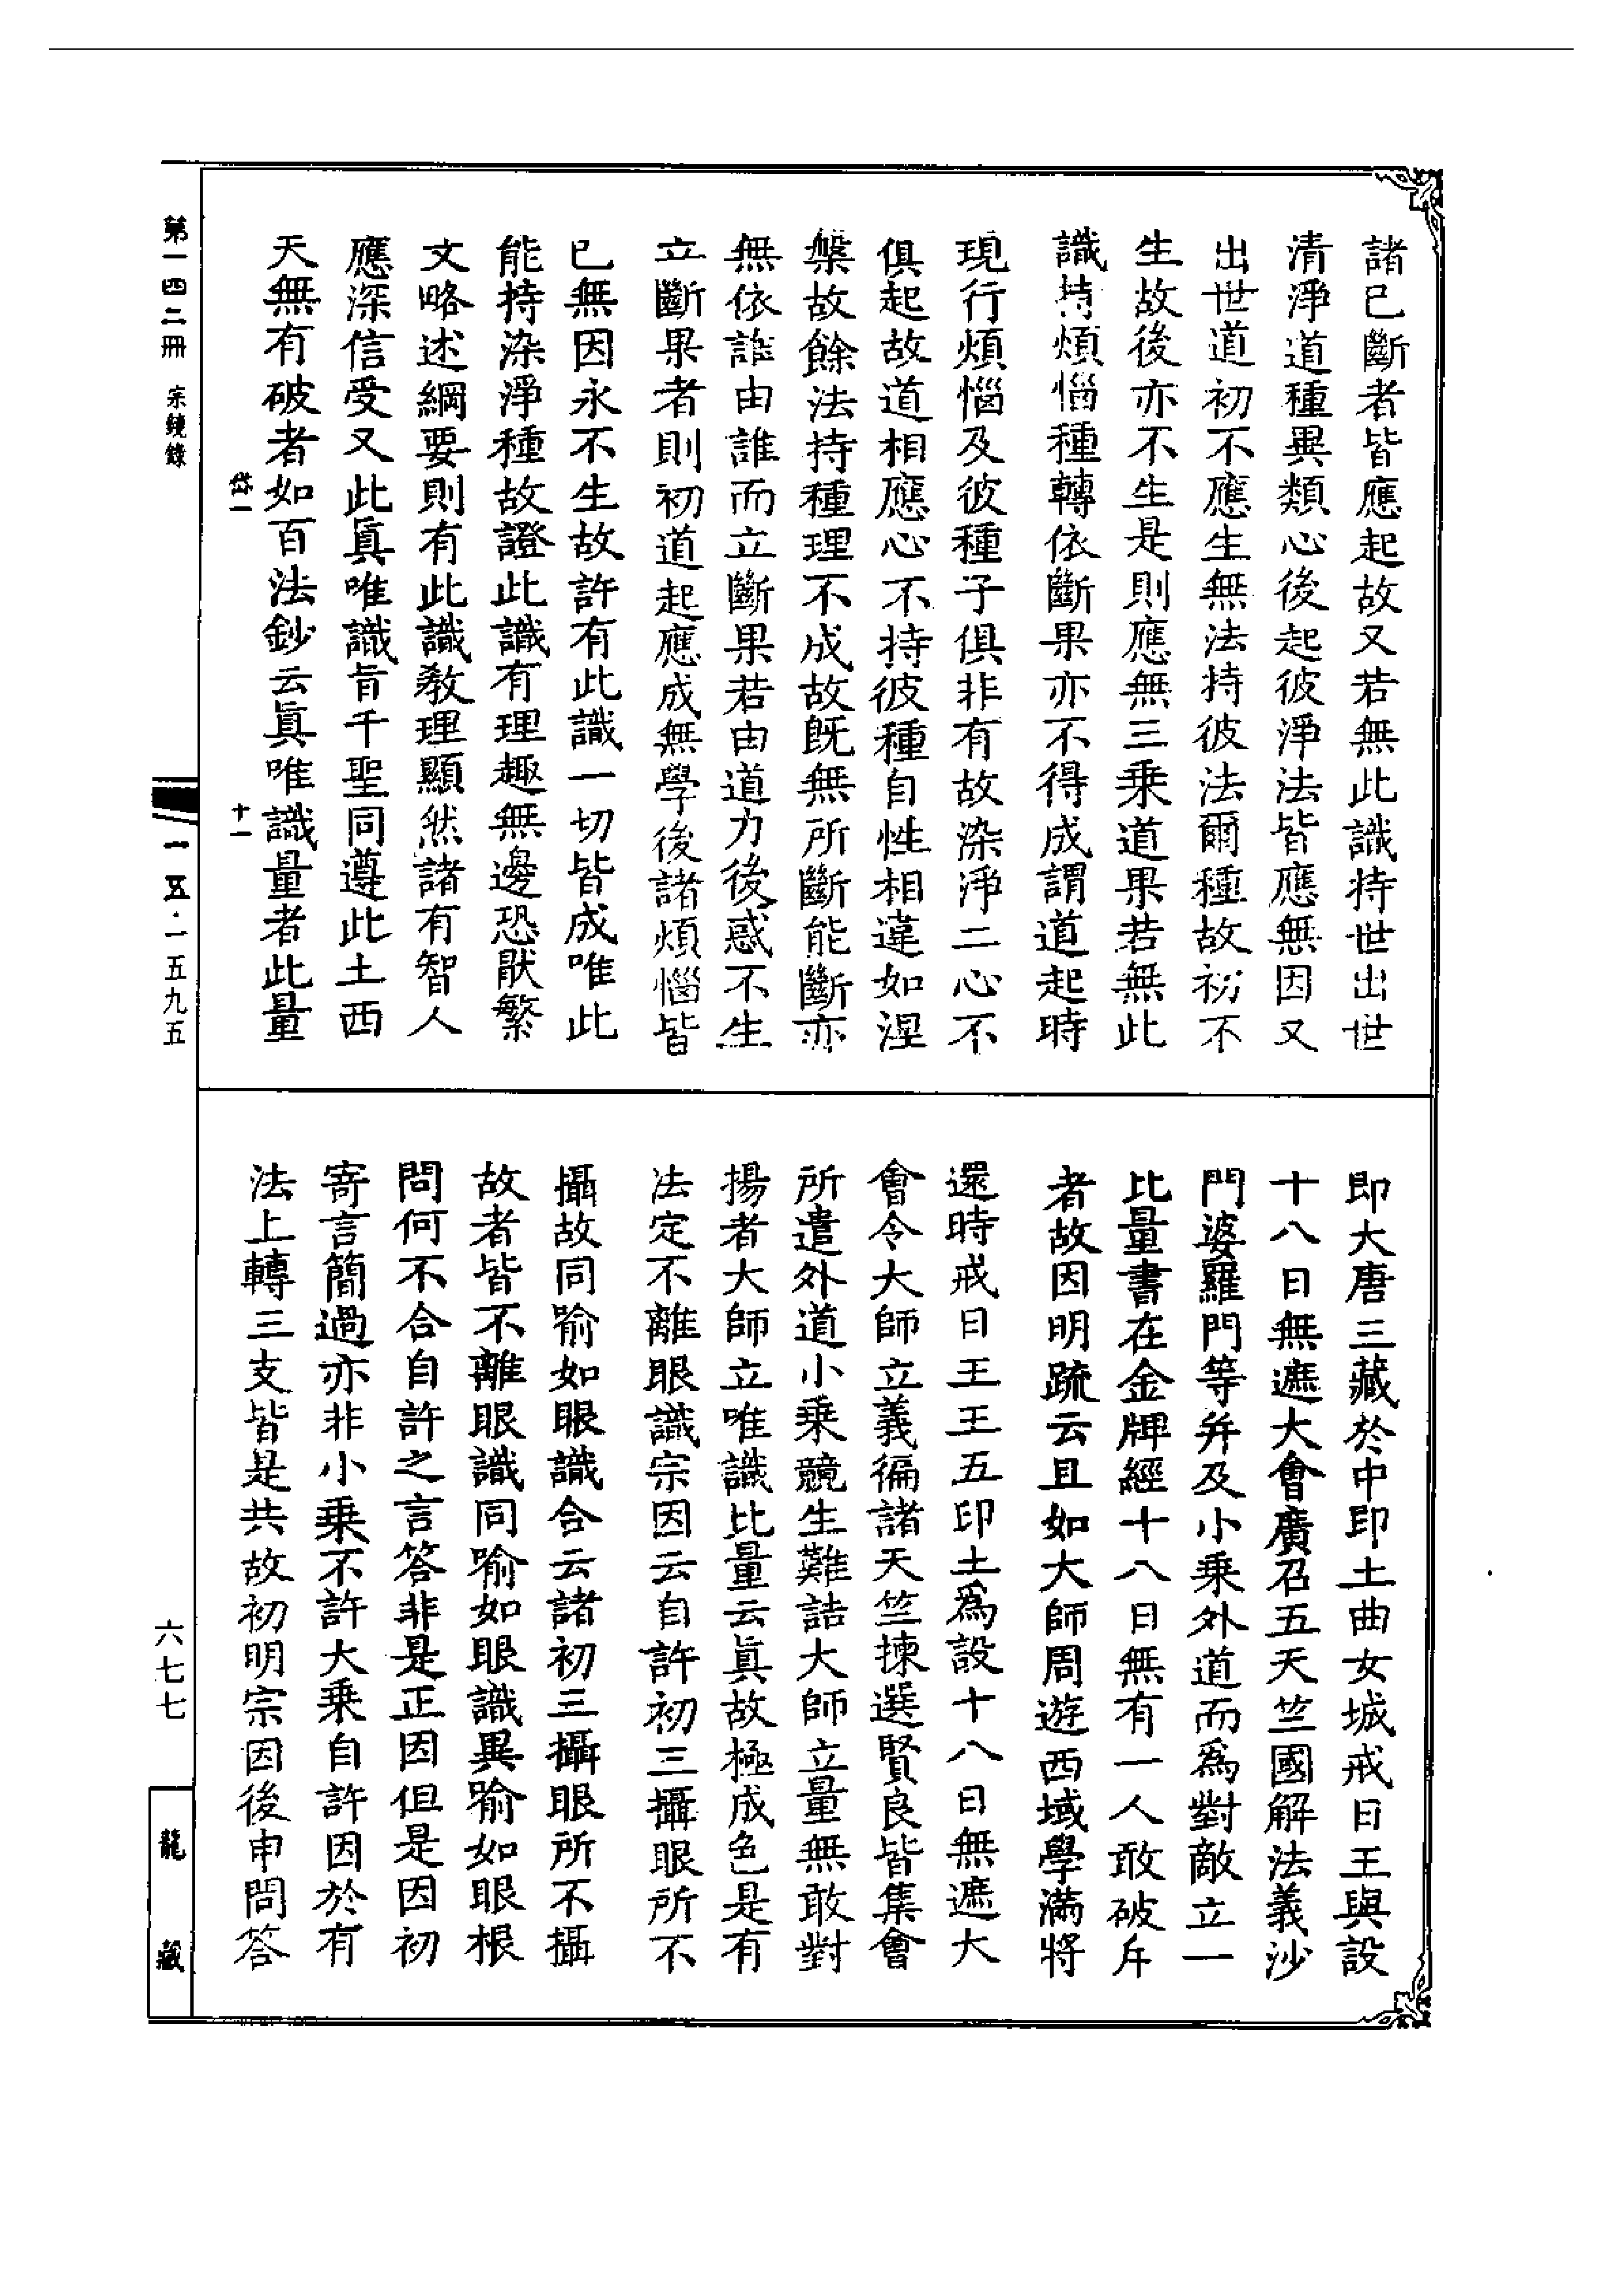 諸已斷者皆應起故又若無此識持世出世
清淨道種異類心後起彼淨法皆應無因又
出世道初不應生無法持彼法爾種故初不
生故後亦不生是則應無三乘道果若無此
識持煩惱種轉依斷果亦不得成謂道起時
現行煩惱及彼種子俱非有故染淨二心不
俱起故道相應心不持彼種自性相違如涅
槃故餘法持種理不成故既無所斷能斷亦
無依誰由誰而立斷果若由道力後惑不生
立斷果者則初道起應成無學後諸煩惱皆
已無因永不生故許有此識一切皆成唯此
能持染淨種故證此識有理趣無邊恐厭繁
文略述綱要則有此識教理顯然諸有智人
應深信受又此眞唯識旨千聖同遵此土西
天無有破者如百法鈔云眞唯識量者此量
岱一 十一
即大唐三藏於中印土曲女城戒日王與設
十八日無遮大會廣召五天竺國解法義沙
門婆羅門等并及小乘外道而爲對敵立一
比量書在金牌經十八日無有一人敢破斥
者故因明疏云且如大師周遊西域學滿將
還時戒日王王五印土爲設十八日無遮大
會令大師立義徧諸天竺揀選賢良皆集會
所遣外道小乘競生難詰大師立量無敢對
揚者大師立唯識比量云眞故極成色是有
法定不離眼識宗因云自許初三攝眼所不
攝故同喻如眼識合云諸初三攝眼所不攝
故者皆不離眼識同喻如眼識異喻如眼根
問何不合自許之言答非是正因但是因初
寄言簡過亦非小乘不許大乘自許因於有
法上轉三支皆是共故初明宗因後申問答
第一四二冊 宗鏡錄
一一五·一五九五
六七七
龍藏